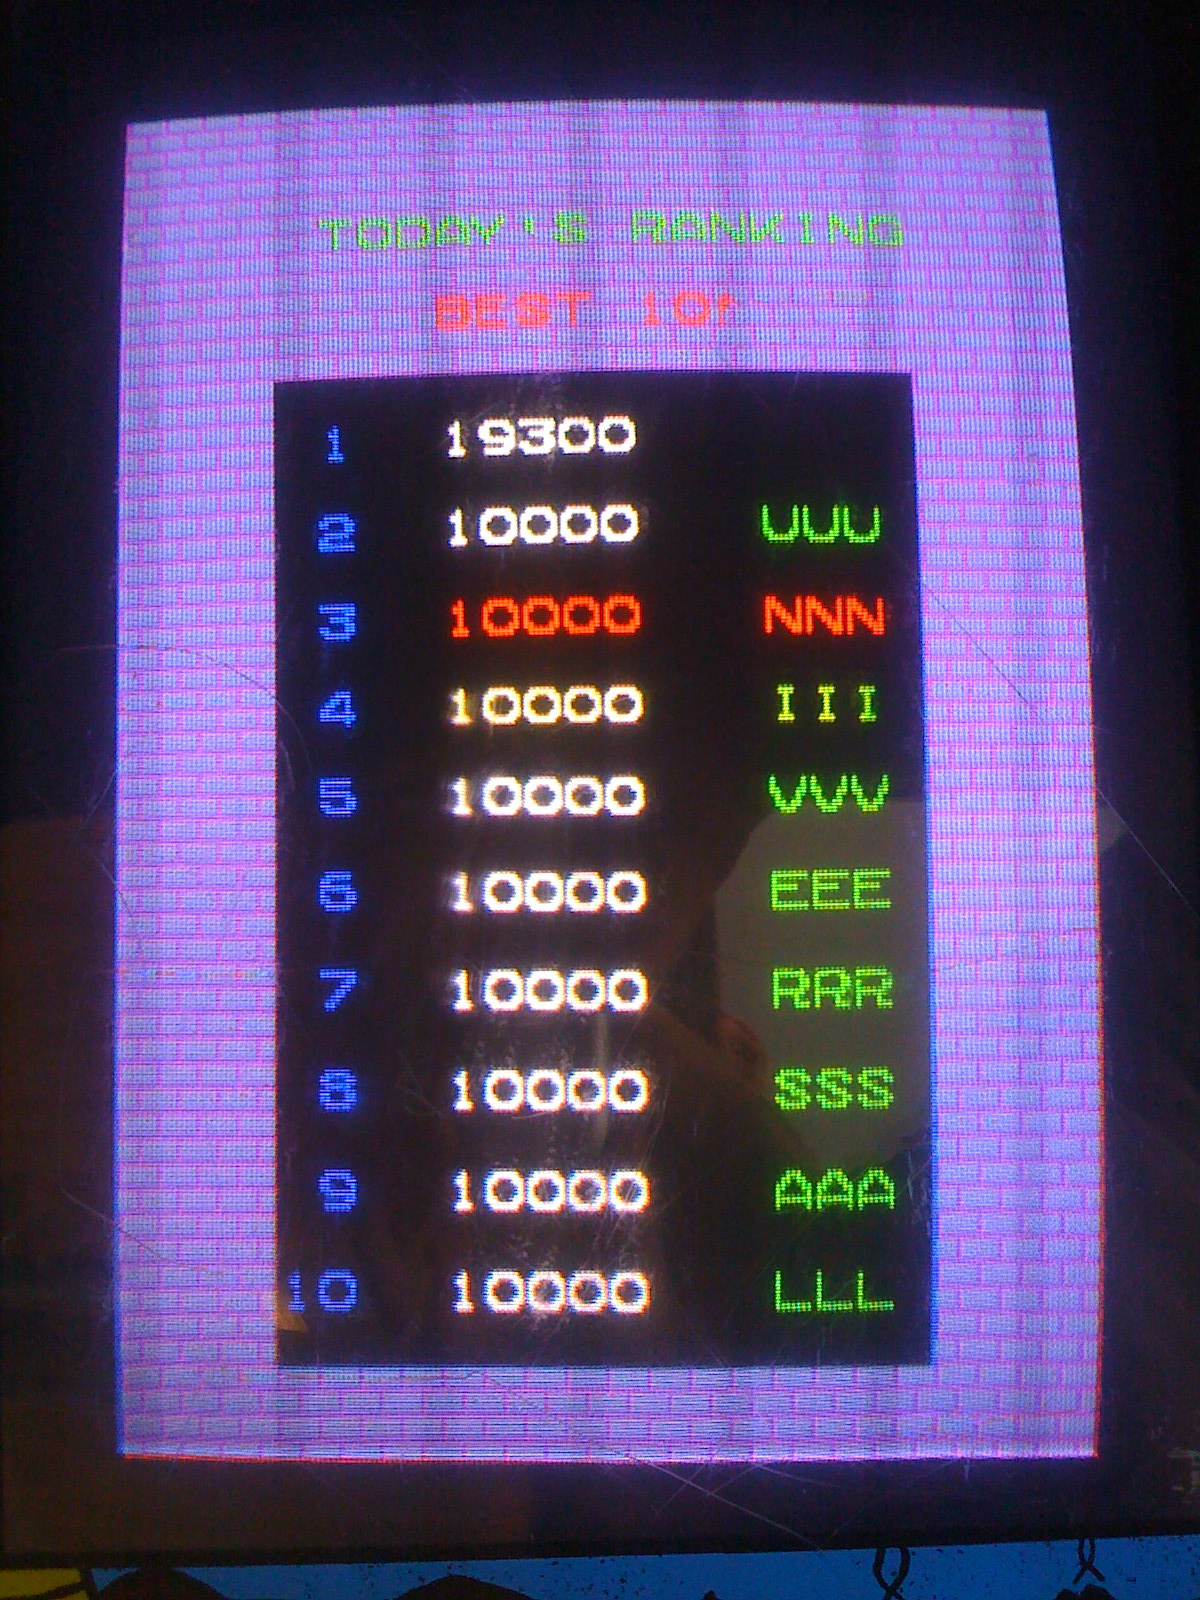 TODAY'S RANKING
BEST 10!
1 19300
2 10000 UUU
3 10000 NNN
4 10000 III
5 10000 VVV
6 10000 EEE
7 10000 RRR
8 10000 SSS
9 10000 AAA
10 10000 LLL